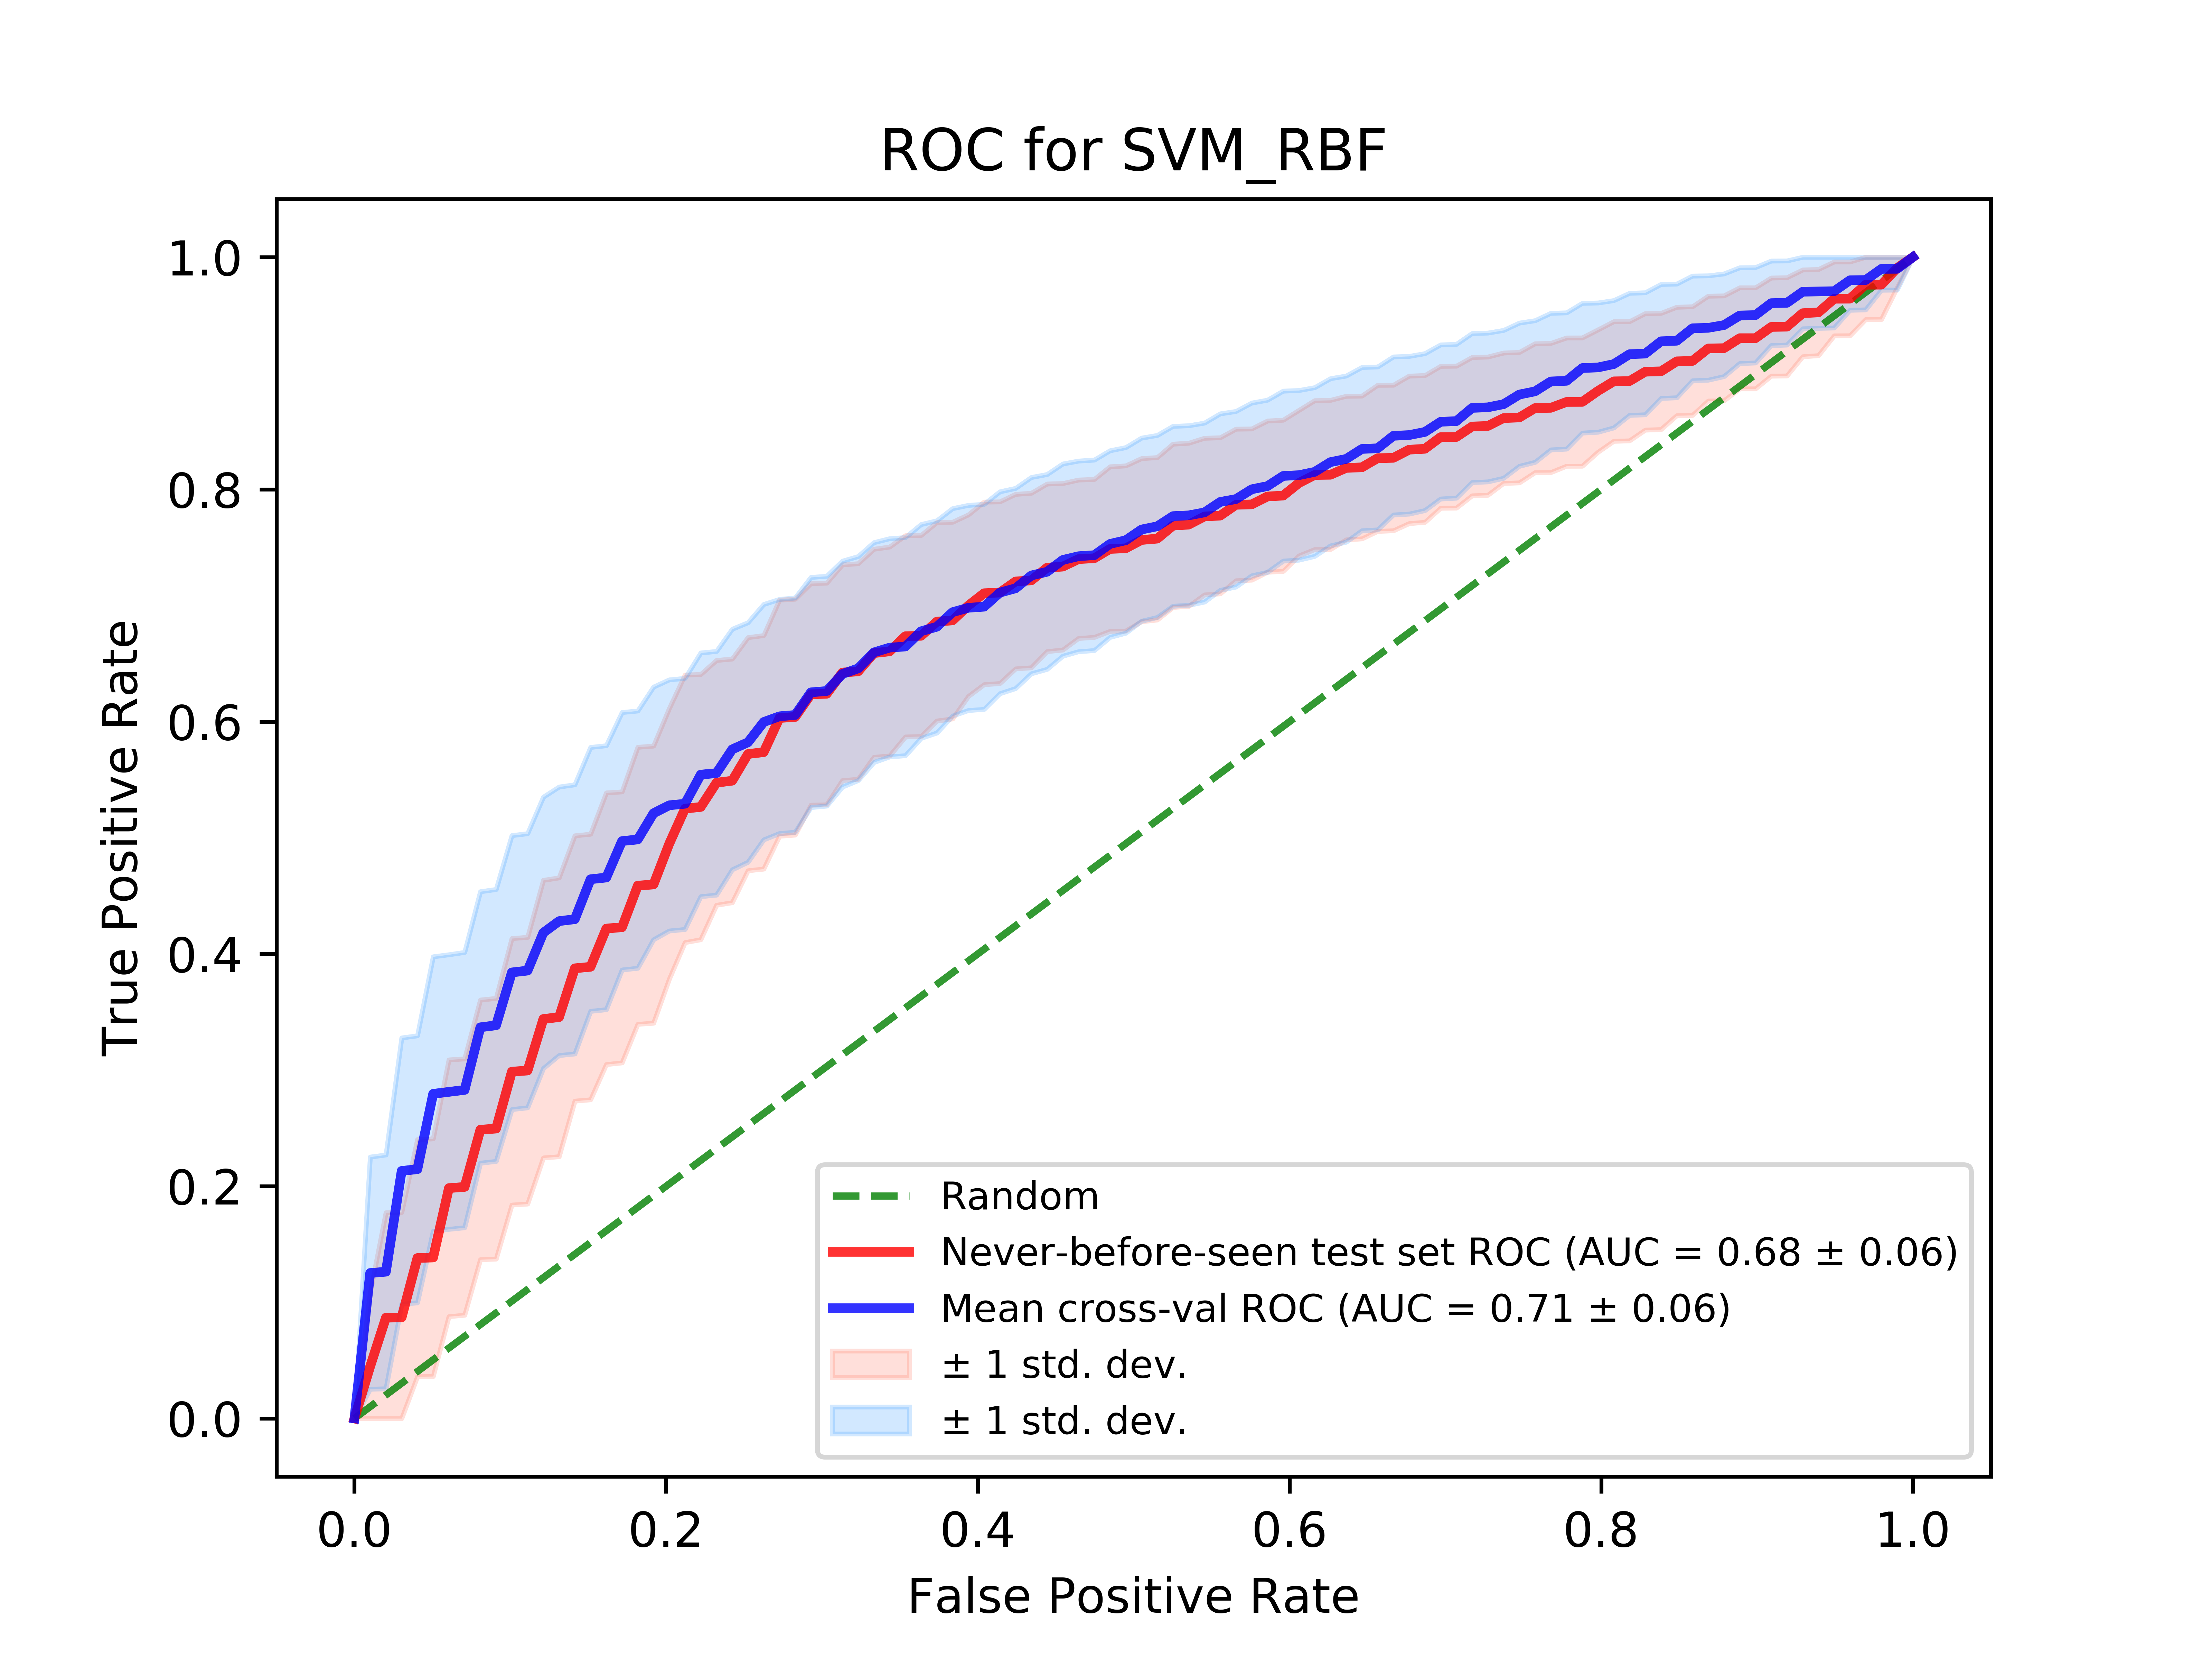 ROC for SVM_RBF
True Positive Rate
1.0
0.8
0.6
0.4
0.2
0.0
Random
Never-before-seen test set ROC (AUC = 0.68 ± 0.06)
Mean cross-val ROC (AUC = 0.71 ± 0.06)
± 1 std. dev.
± 1 std. dev.
0.0 0.2 0.4 0.6 0.8 1.0
False Positive Rate